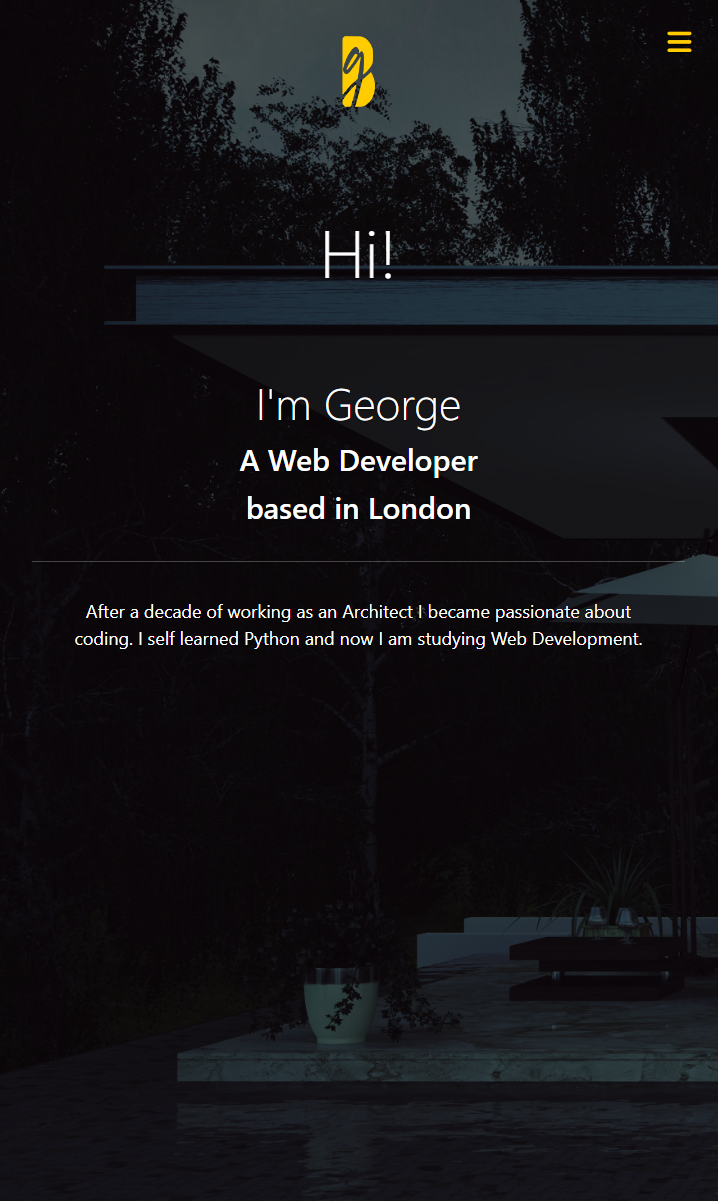 gB
Hi!
I'm George
A Web Developer
based in London
After a decade of working as an Architect I became passionate about
coding. I self learned Python and now I am studying Web Development.